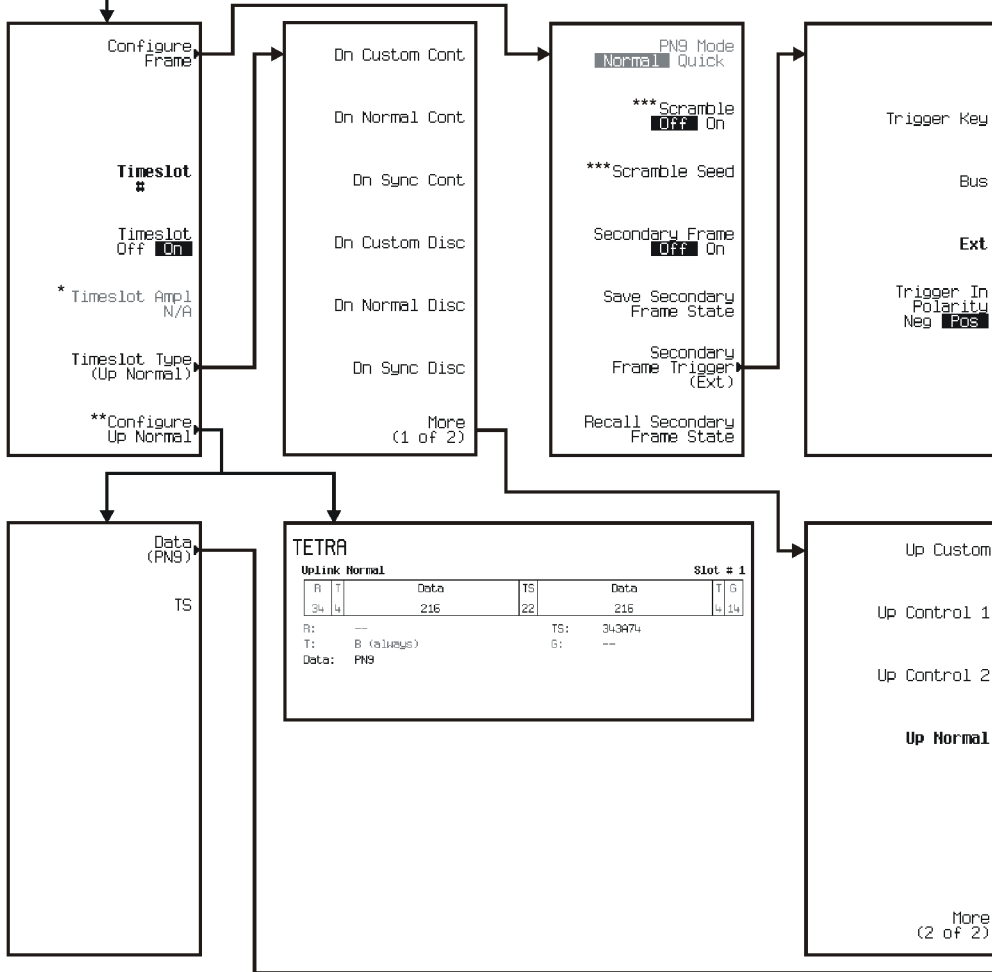 Configure
Frame
Timeslot
#
Timeslot
Off On
* Timeslot Ampl
N/A
Timeslot Type
(Up Normal)
**Configure
Up Normal
Dn Custom Cont
Dn Normal Cont
Dn Sync Cont
Dn Custom Disc
Dn Normal Disc
Dn Sync Disc
More
(1 of 2)
PN9 Mode
Normal Quick
***Scramble
Off On
***Scramble Seed
Secondary Frame
Off On
Save Secondary
Frame State
Secondary
Frame Trigger
(Ext)
Recall Secondary
Frame State
Trigger Key
Bus
Ext
Trigger In
Polarity
Neg Pos
Data
(PN9)
TS
TETRA
Uplink Normal Slot # 1
R T Data TS Data T G
34 4 216 22 216 4 14
R: -- TS: 343A74
T: B (always) G: --
Data: PN9
Up Custom
Up Control 1
Up Control 2
Up Normal
More
(2 of 2)